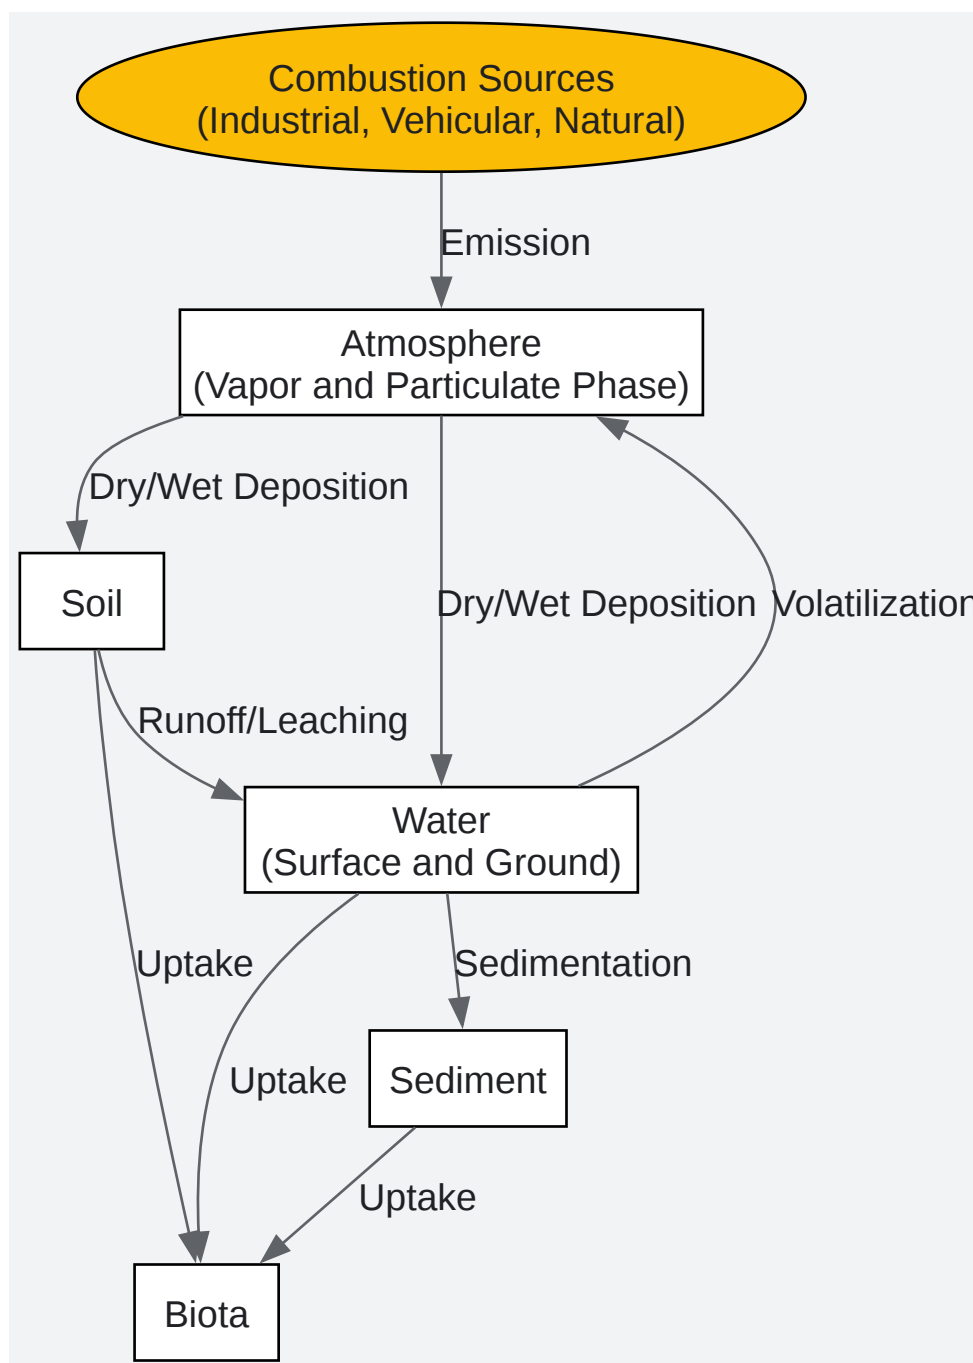 Combustion Sources
(Industrial, Vehicular, Natural)
Emission
Atmosphere
(Vapor and Particulate Phase)
Dry/Wet Deposition
Soil
Dry/Wet Deposition
Volatilization
Runoff/Leaching
Water
(Surface and Ground)
Uptake
Sedimentation
Uptake
Sediment
Uptake
Biota